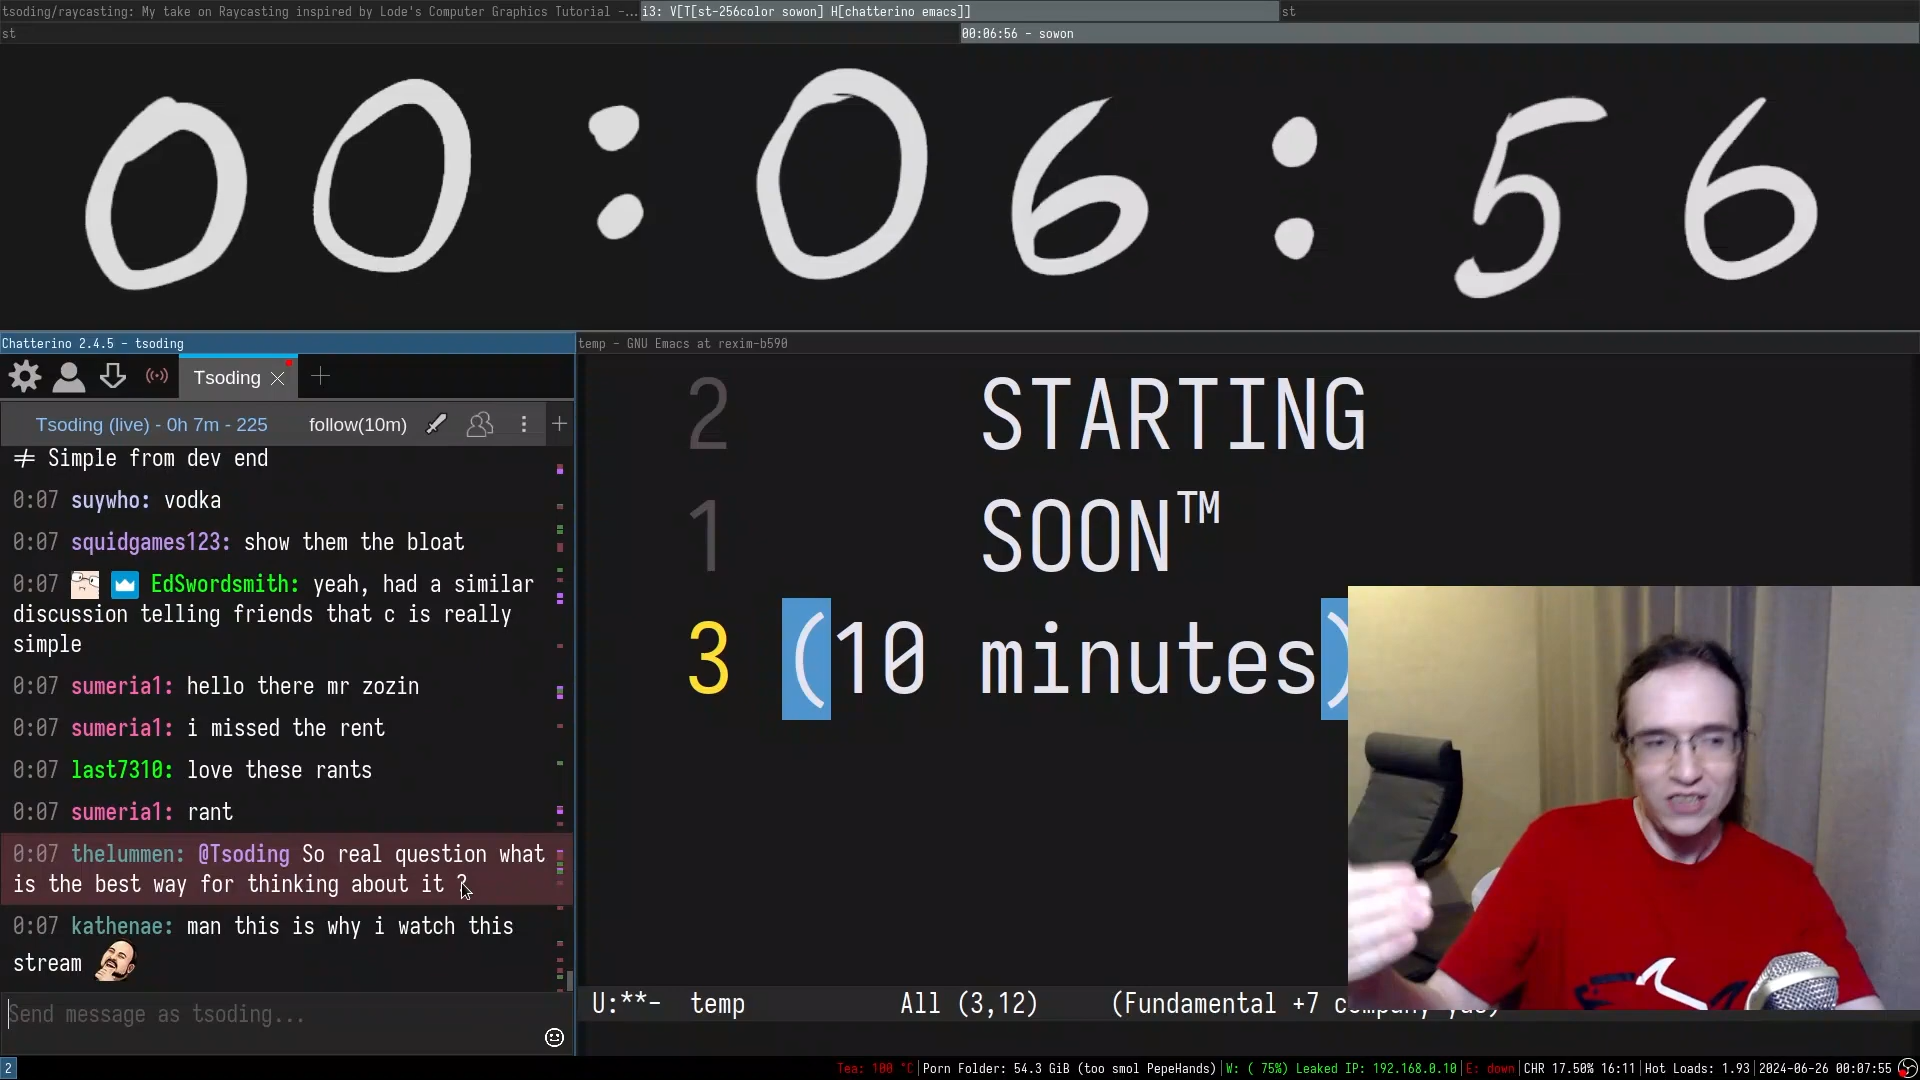 tsoding/raycasting: My take on Raycasting inspired by Lode's Computer Graphics Tutorial –...
i3: V[T[st-256color sowon] H[chatterino emacs]]
st
st
00:06:56 - sowon
00:06:56
Chatterino 2.4.5 - tsoding
temp - GNU Emacs at rexim-b590
Tsoding
Tsoding (live) - 0h 7m - 225
follow(10m)
≠ Simple from dev end
0:07 suywho: vodka
0:07 squidgames123: show them the bloat
0:07 EdSwordsmith: yeah, had a similar
discussion telling friends that c is really
simple
0:07 sumeria1: hello there mr zozin
0:07 sumeria1: i missed the rent
0:07 last7310: love these rants
0:07 sumeria1: rant
0:07 thelummen: @Tsoding So real question what
is the best way for thinking about it ?
0:07 kathenae: man this is why i watch this
stream
Send message as tsoding...
2 STARTING
1 SOON™
3 (10 minutes)
U:**- temp All (3,12) (Fundamental +7
2
Tea: 100 °C|Porn Folder: 54.3 GiB (too smol PepeHands)|W: ( 75%) Leaked IP: 192.168.0.10|E: down|CHR 17.50% 16:11|Hot Loads: 1.93|2024-06-26 00:07:55